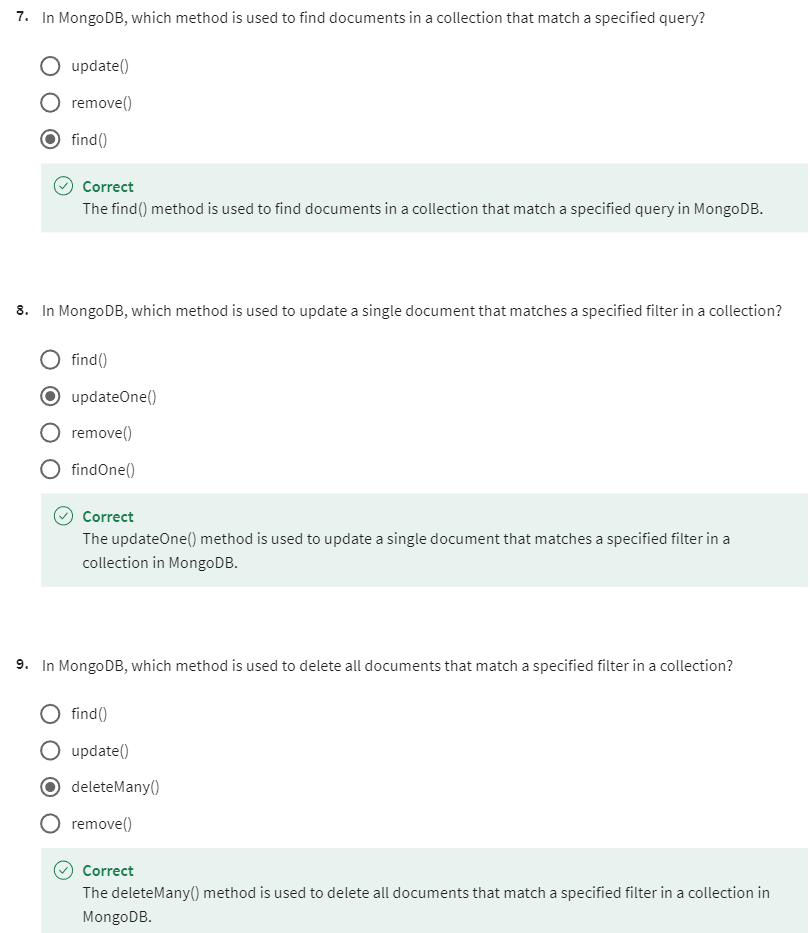 7. In MongoDB, which method is used to find documents in a collection that match a specified query?
update()
remove()
find()
Correct
The find() method is used to find documents in a collection that match a specified query in MongoDB.
8. In MongoDB, which method is used to update a single document that matches a specified filter in a collection?
find()
updateOne()
remove()
findOne()
Correct
The updateOne() method is used to update a single document that matches a specified filter in a
collection in MongoDB.
9. In MongoDB, which method is used to delete all documents that match a specified filter in a collection?
find()
update()
deleteMany()
remove()
Correct
The deleteMany() method is used to delete all documents that match a specified filter in a collection in
MongoDB.